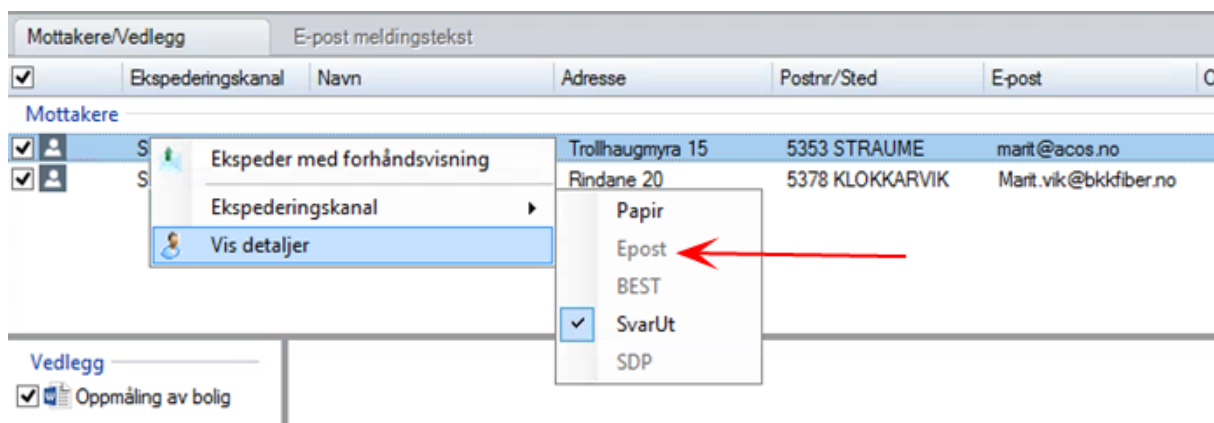 Mottakere/Vedlegg E-post meldingstekst
Ekspederingskanal Navn Adresse Postnr/Sted E-post
Mottakere
S Trollhaugmyra 15 5353 STRAUME marit@acos.no
S Rindane 20 5378 KLOKKARVIK Marit.vik@bkkfiber.no
Ekspeder med forhåndsvisning
Ekspederingskanal
Vis detaljer
Papir
Epost
BEST
SvarUt
SDP
Vedlegg
Oppmåling av bolig